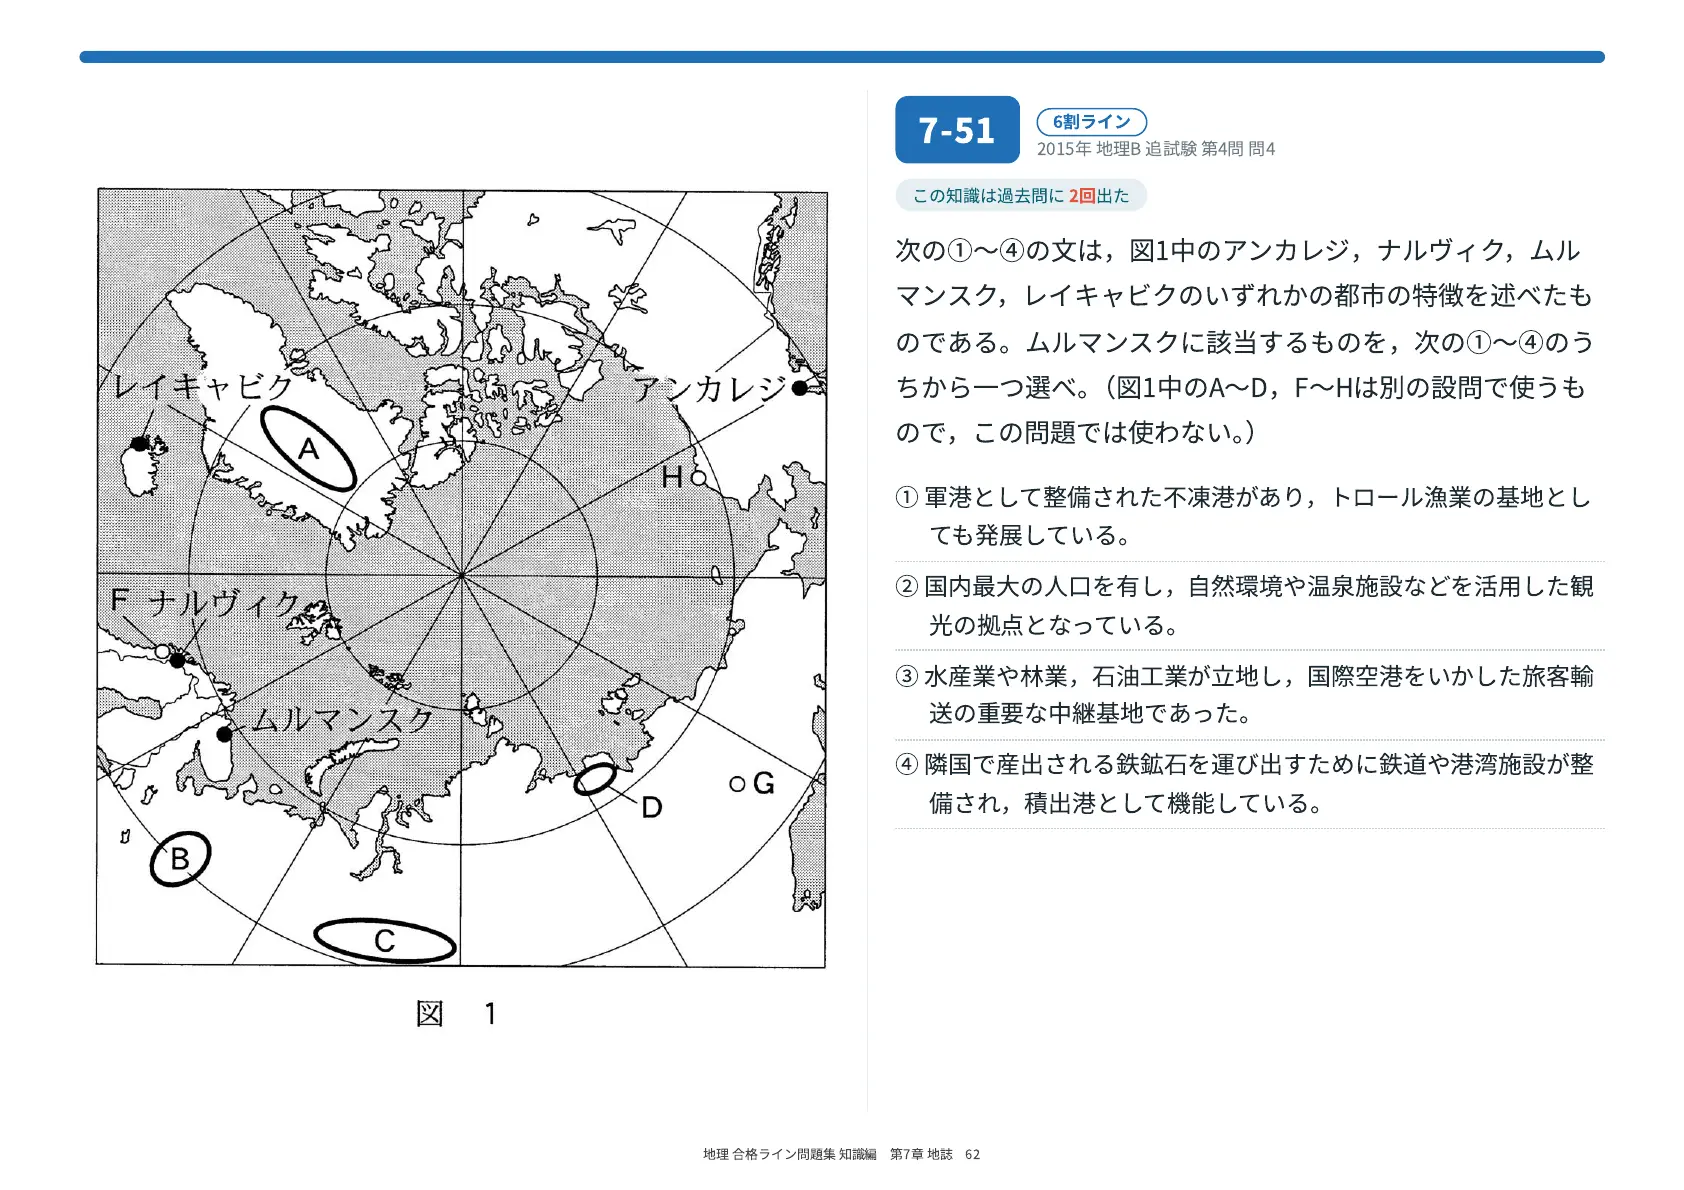 7-51
6割ライン
2015年 地理B 追試験 第4問 問4
この知識は過去問に 2回出た
次の①～④の文は，図1中のアンカレジ，ナルヴィク，ムル
マンスク，レイキャビクのいずれかの都市の特徴を述べたも
のである。ムルマンスクに該当するものを，次の①～④のう
ちから一つ選べ。（図1中のA～D，F～Hは別の設問で使うも
ので，この問題では使わない。）
① 軍港として整備された不凍港があり，トロール漁業の基地とし
ても発展している。
② 国内最大の人口を有し，自然環境や温泉施設などを活用した観
光の拠点となっている。
③ 水産業や林業，石油工業が立地し，国際空港をいかした旅客輸
送の重要な中継基地であった。
④ 隣国で産出される鉄鉱石を運び出すために鉄道や港湾施設が整
備され，積出港として機能している。
レイキャビク
アンカレジ
A
H
F ナルヴィク
ムルマンスク
G
D
B
C
図 1
地理 合格ライン問題集 知識編 第7章 地誌 62